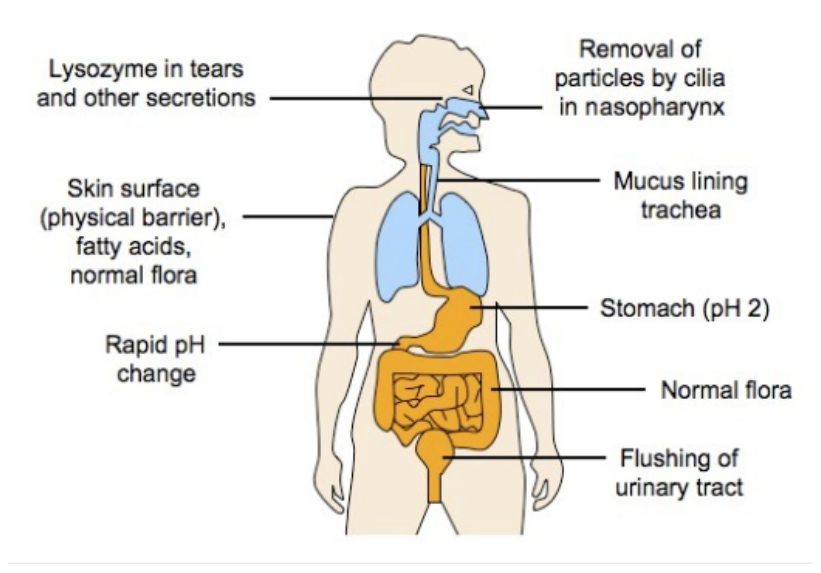 Lysozyme in tears
and other secretions
Removal of
particles by cilia
in nasopharynx
Skin surface
(physical barrier),
fatty acids,
normal flora
Mucus lining
trachea
Stomach (pH 2)
Rapid pH
change
Normal flora
Flushing of
urinary tract